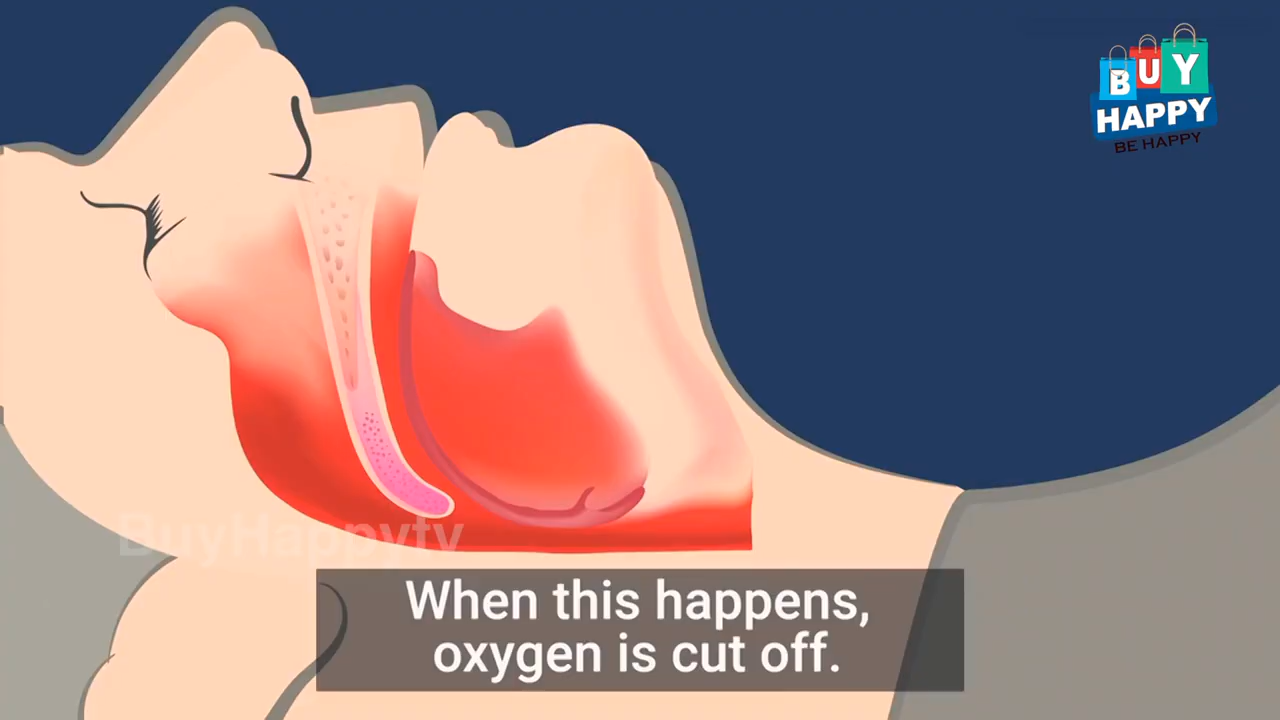 BUY
HAPPY
BE HAPPY
BuyHappytv
When this happens,
oxygen is cut off.